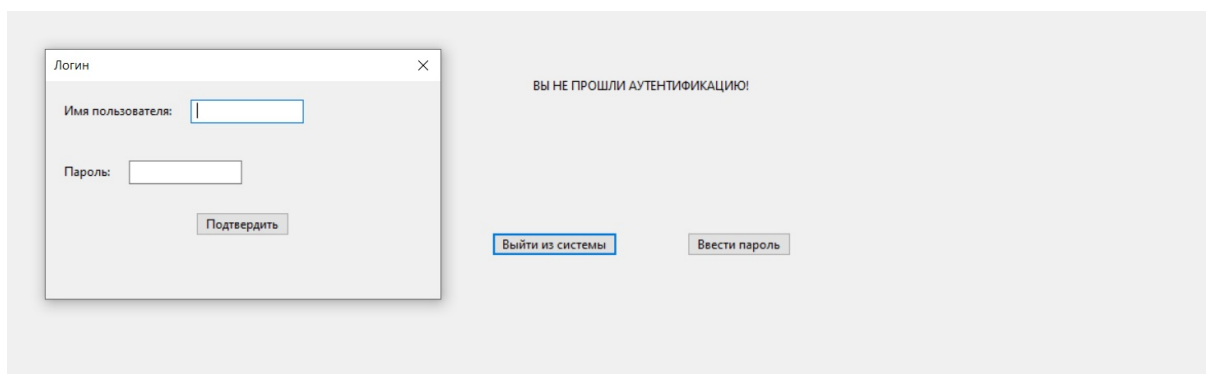 Логин
Имя пользователя:
Пароль:
Подтвердить
ВЫ НЕ ПРОШЛИ АУТЕНТИФИКАЦИЮ!
Выйти из системы
Ввести пароль